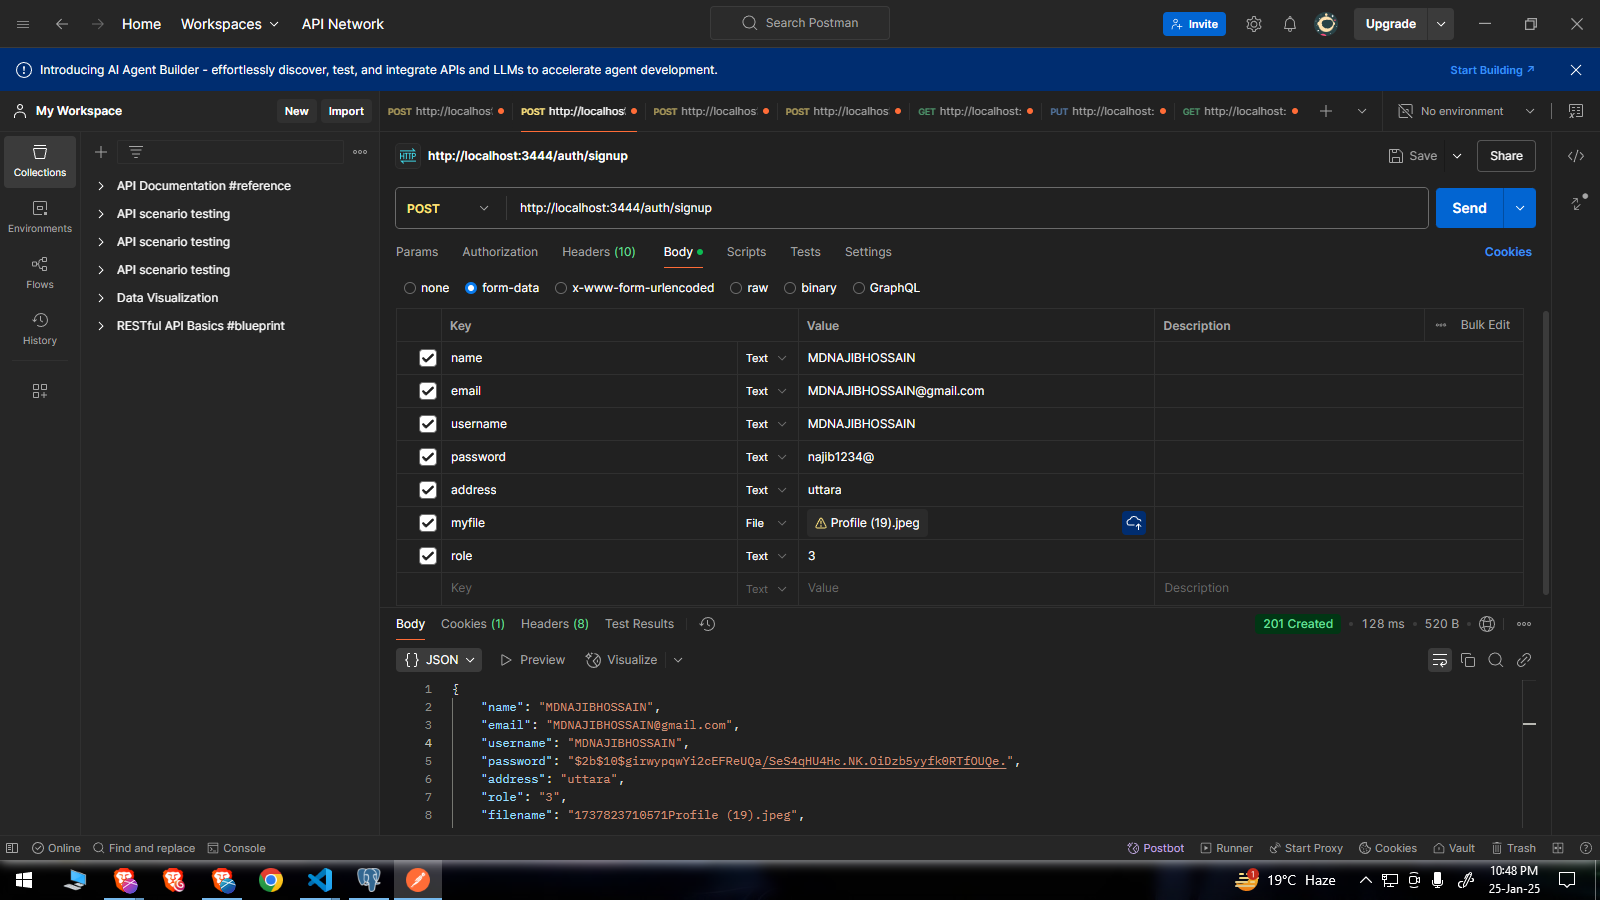 Home Workspaces API Network Search Postman Invite Upgrade
Introducing AI Agent Builder - effortlessly discover, test, and integrate APIs and LLMs to accelerate agent development. Start Building
My Workspace New Import
POST http://localhos POST http://localhos POST http://localhos POST http://localhos GET http://localhost: PUT http://localhost: GET http://localhost: No environment
Collections
Environments
Flows
History
API Documentation #reference
API scenario testing
API scenario testing
API scenario testing
Data Visualization
RESTful API Basics #blueprint
HTTP http://localhost:3444/auth/signup Save Share
POST http://localhost:3444/auth/signup Send
Params Authorization Headers (10) Body Scripts Tests Settings Cookies
none form-data x-www-form-urlencoded raw binary GraphQL
Key Value Description Bulk Edit
name Text MDNAJIBHOSSAIN
email Text MDNAJIBHOSSAIN@gmail.com
username Text MDNAJIBHOSSAIN
password Text najib1234@
address Text uttara
myfile File Profile (19).jpeg
role Text 3
Key Text Value Description
Body Cookies (1) Headers (8) Test Results 201 Created 128 ms 520 B
{} JSON Preview Visualize
1 {
2 "name": "MDNAJIBHOSSAIN",
3 "email": "MDNAJIBHOSSAIN@gmail.com",
4 "username": "MDNAJIBHOSSAIN",
5 "password": "$2b$10$girwypqwYi2cEFReUQa/SeS4qHU4Hc.NK.OiDzb5yyfk0RTfOUQe.",
6 "address": "uttara",
7 "role": "3",
8 "filename": "1737823710571Profile (19).jpeg",
Online Find and replace Console Postbot Runner Start Proxy Cookies Vault Trash
1 19°C Haze 10:48 PM
25-Jan-25